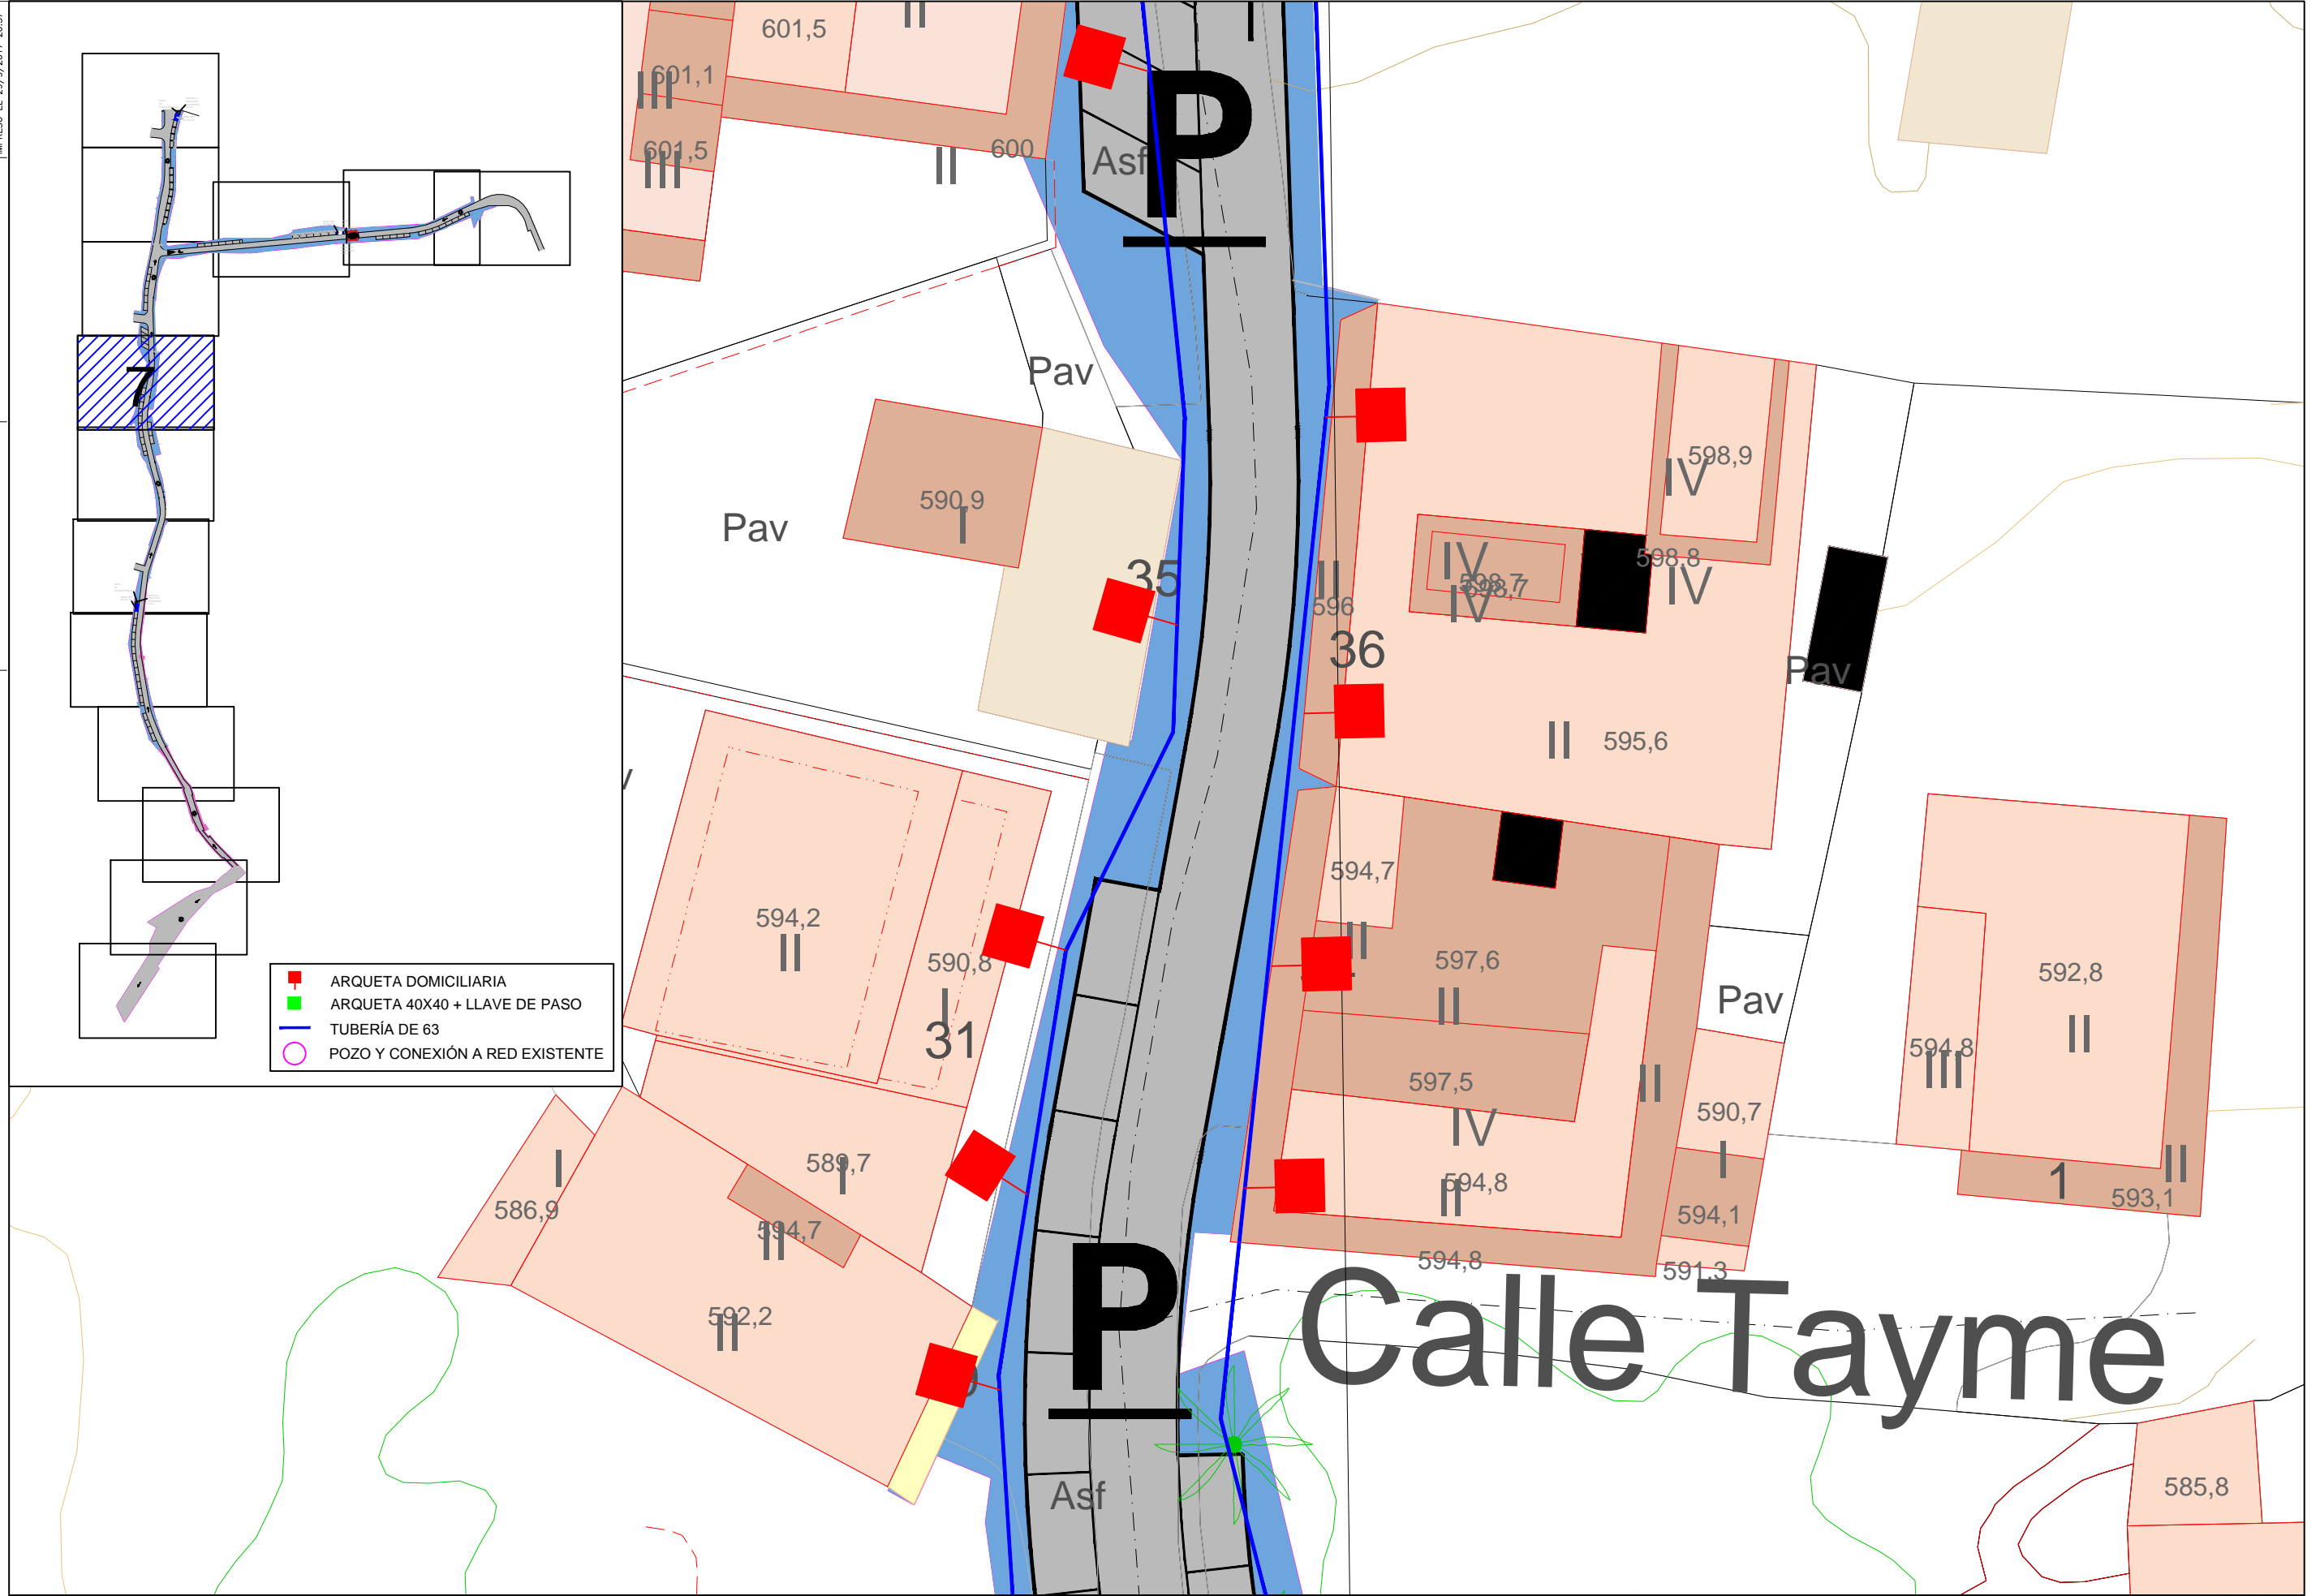 7
ARQUETA DOMICILIARIA
ARQUETA 40X40 + LLAVE DE PASO
TUBERÍA DE 63
POZO Y CONEXIÓN A RED EXISTENTE
II
601,5
601,1
III
601,5
III
II
600
Asf
P
Pav
590,9
I
Pav
35
II
596
36
598,9
IV
598,8
IV
IV
598,7
598,7
IV
Pav
II
595,6
594,7
II
597,6
II
Pav
594,2
II
590,8
I
31
592,8
II
594,8
III
597,5
II
IV
590,7
I
589,7
I
594,8
II
594,1
1
II
593,1
I
586,9
594,7
II
594,8
591,3
592,2
II
P
Calle Tayme
Asf
585,8